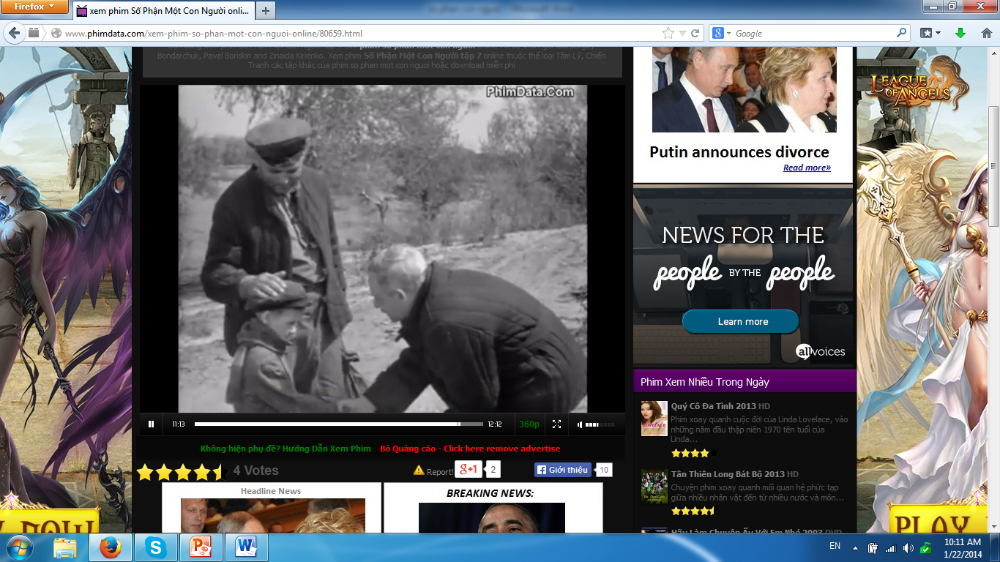 Firefox
xem phim Số Phận Một Con Người onli...
www.phimdata.com/xem-phim-so-phan-mot-con-nguoi-online/80659.html
Google
Bondarchuk, Pavel Boriskin and Zinaida Kirienko. Xem phim Số Phận Một Con Người tập 7 online thuộc thể loại Tâm Lý, Chiến
Tranh các tập khác của phim so phan mot con nguoi hoặc download miễn phí
PhimData.Com
11:13
12:12
360p
Không hiện phụ đề? Hướng Dẫn Xem Phim
Bỏ Quảng cáo - Click here remove advertise
4 Votes
Report!
g+1
2
Giới thiệu
10
Headline News
BREAKING NEWS:
Putin announces divorce
Read more»
NEWS FOR THE
people BY THE people
Learn more
allvoices
Phim Xem Nhiều Trong Ngày
Quý Cô Đa Tình 2013 HD
Phim xoay quanh cuộc đời của Linda Lovelace, vào
những năm đầu thập niên 1970 tên tuổi của
Linda...
Tân Thiên Long Bát Bộ 2013 HD
Chuyện phim xoay quanh mối quan hệ phức tạp
giữa nhiều nhân vật đến từ nhiều nước và môn...
Hãy Làm Chuyện Ấy Với Em Nhé 2003 DVD
LEAGUE
OF ANGELS
PLAY
NOW
EN
10:11 AM
1/22/2014